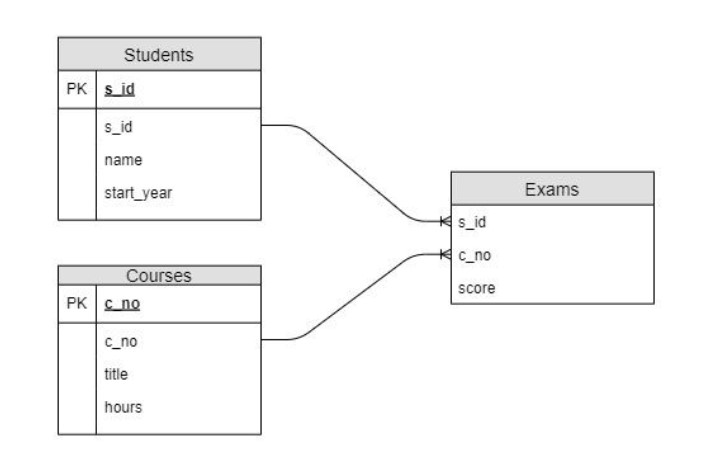 Students
PK s_id
s_id
name
start_year
Courses
PK c_no
c_no
title
hours
Exams
s_id
c_no
score